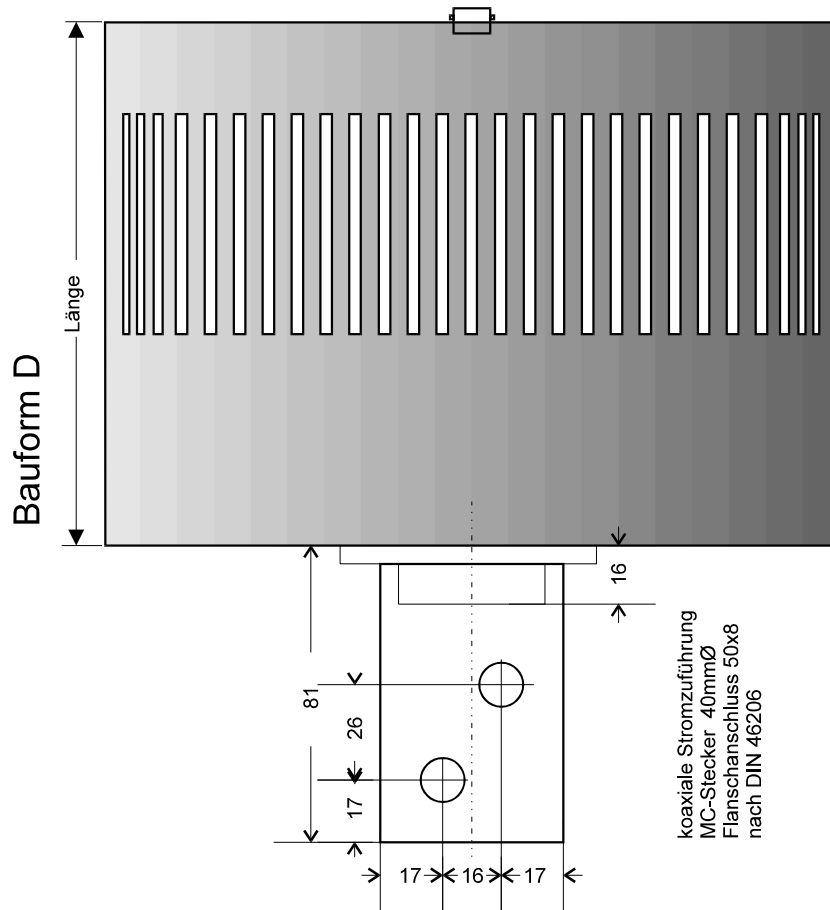 Bauform D
Länge
16
81
26
17
17
16
17
koaxiale Stromzuführung
MC-Stecker 40mmØ
Flanschanschluss 50x8
nach DIN 46206